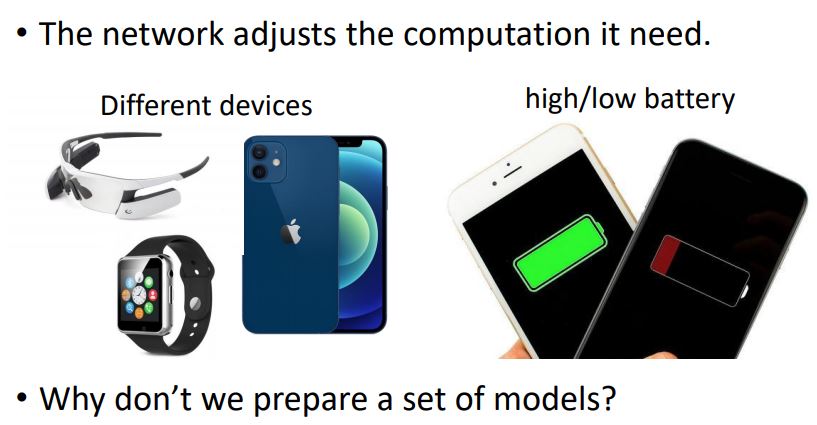 • The network adjusts the computation it need.
Different devices
high/low battery
• Why don't we prepare a set of models?